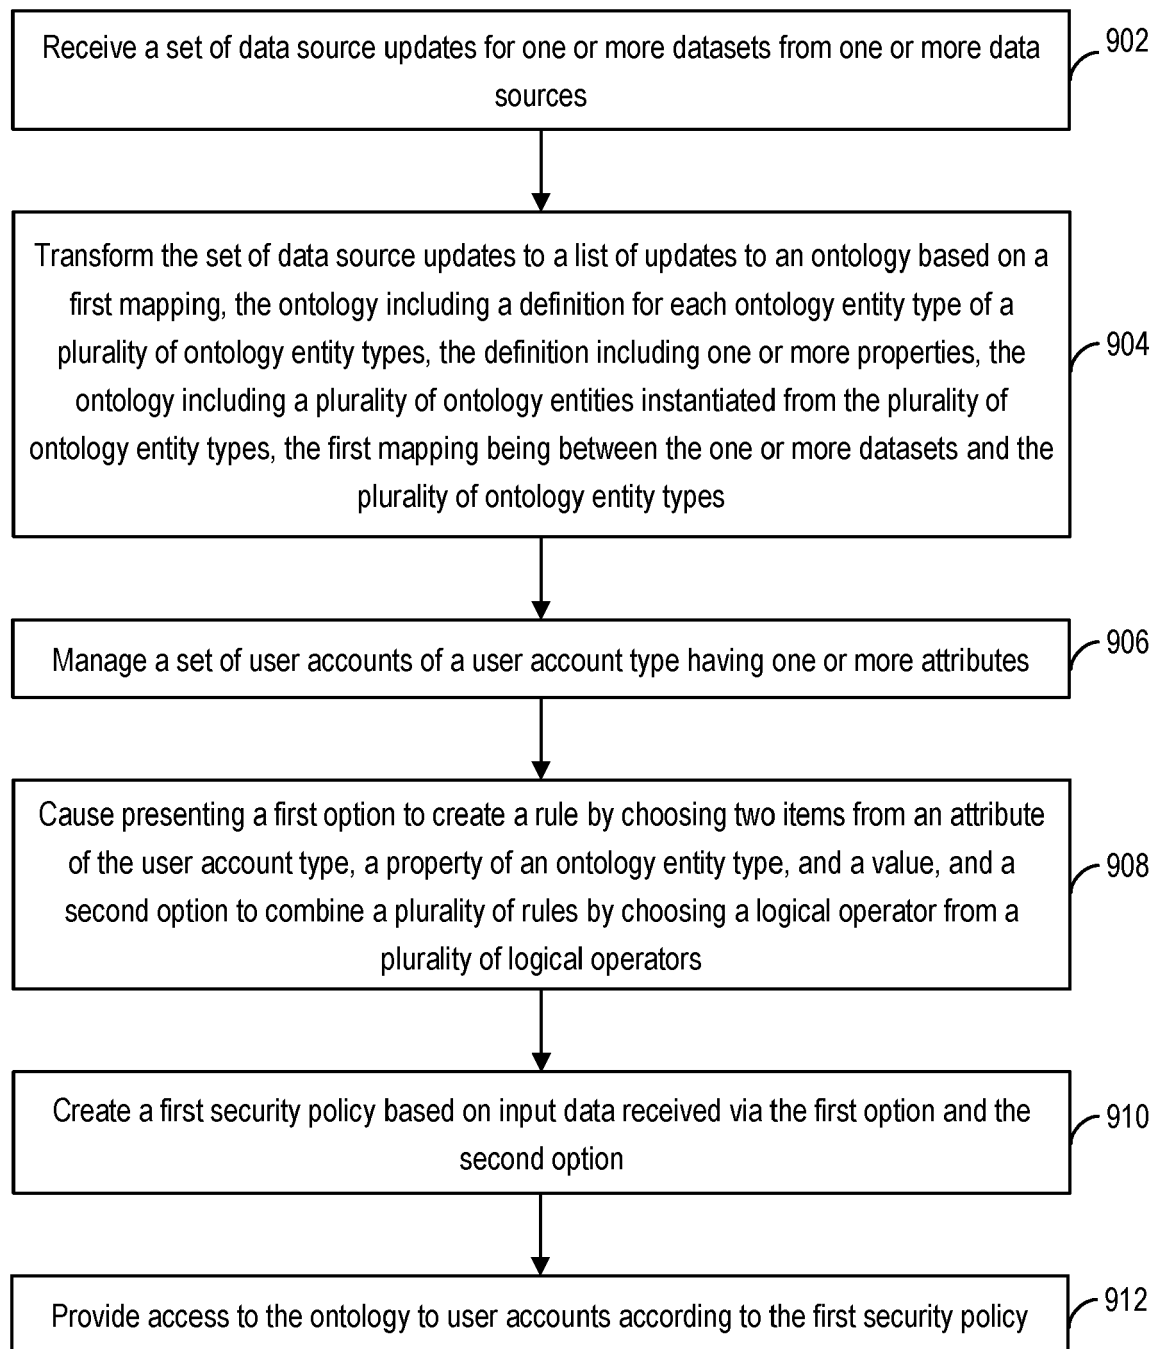 Receive a set of data source updates for one or more datasets from one or more data
sources
902
Transform the set of data source updates to a list of updates to an ontology based on a
first mapping, the ontology including a definition for each ontology entity type of a
plurality of ontology entity types, the definition including one or more properties, the
ontology including a plurality of ontology entities instantiated from the plurality of
ontology entity types, the first mapping being between the one or more datasets and the
plurality of ontology entity types
904
Manage a set of user accounts of a user account type having one or more attributes
906
Cause presenting a first option to create a rule by choosing two items from an attribute
of the user account type, a property of an ontology entity type, and a value, and a
second option to combine a plurality of rules by choosing a logical operator from a
plurality of logical operators
908
Create a first security policy based on input data received via the first option and the
second option
910
Provide access to the ontology to user accounts according to the first security policy
912